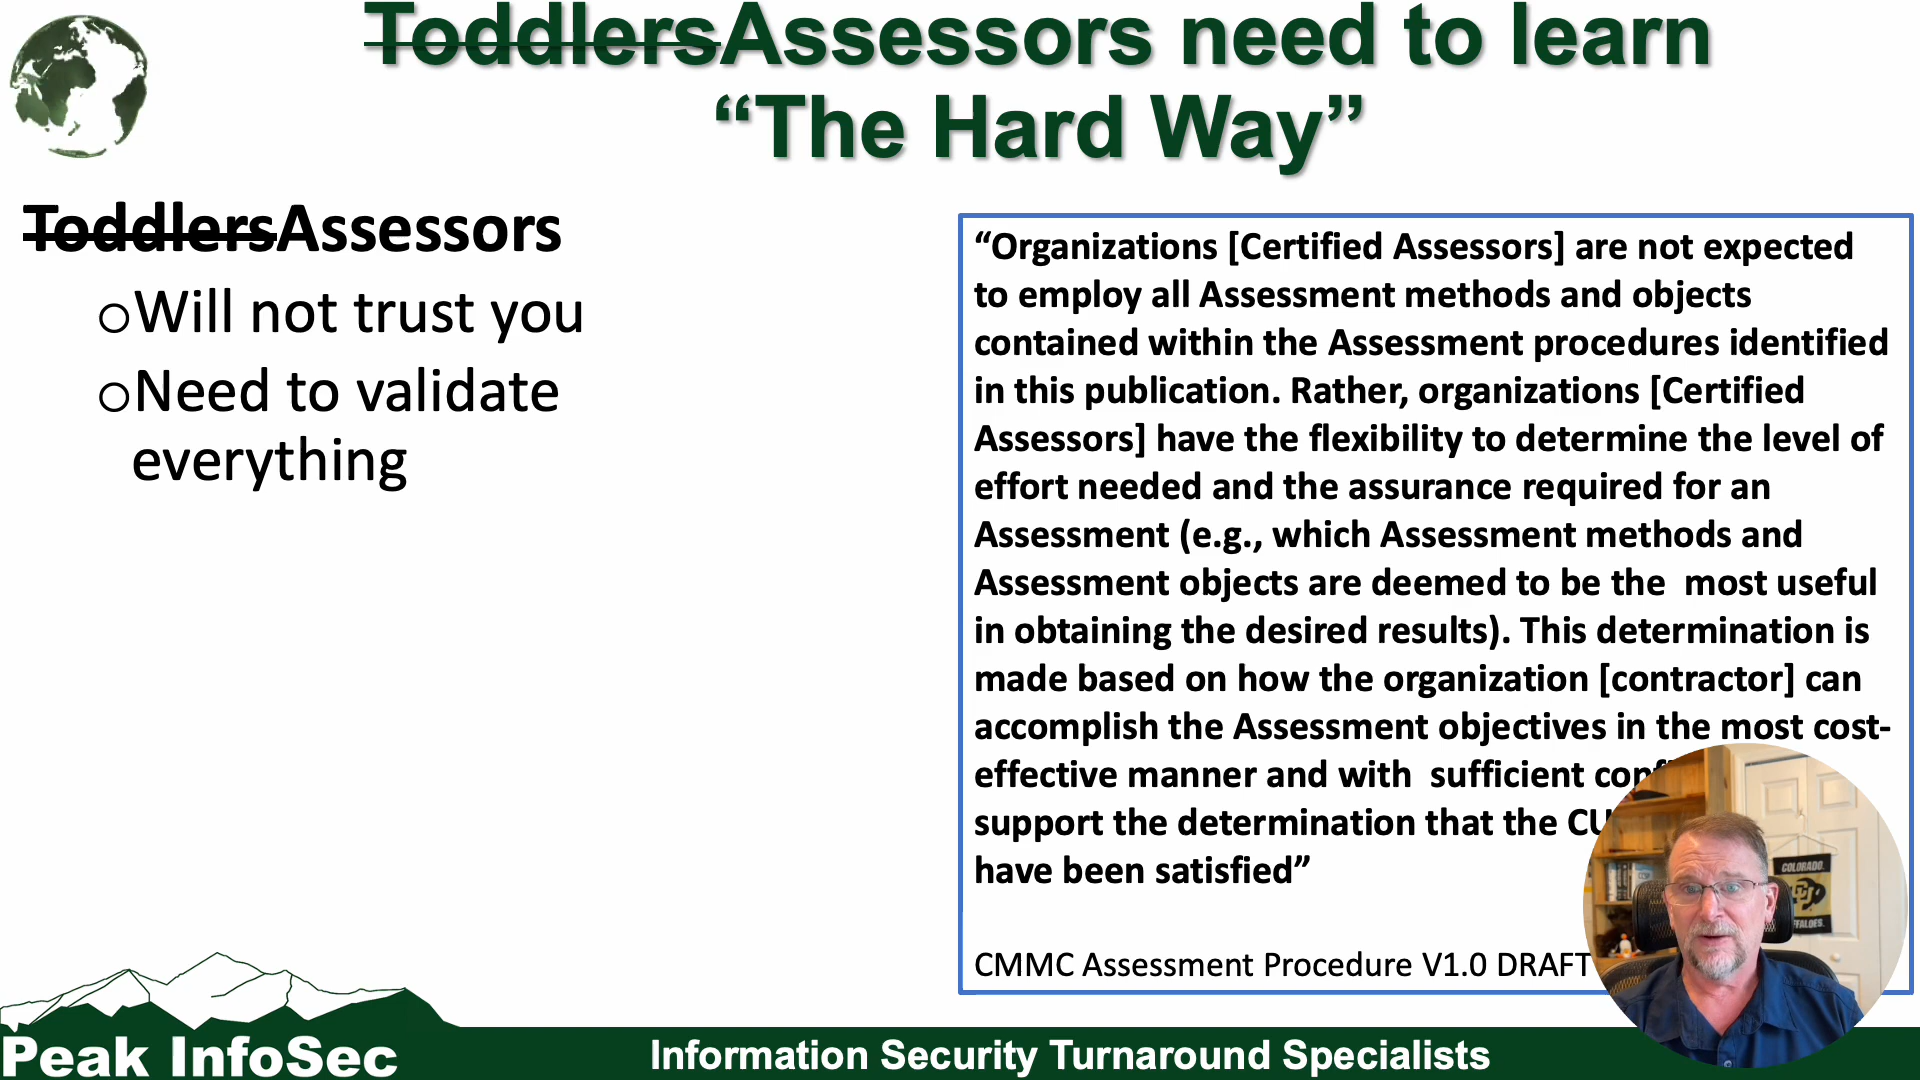 ToddlersAssessors need to learn
“The Hard Way”
ToddlersAssessors
oWill not trust you
oNeed to validate
everything
“Organizations [Certified Assessors] are not expected
to employ all Assessment methods and objects
contained within the Assessment procedures identified
in this publication. Rather, organizations [Certified
Assessors] have the flexibility to determine the level of
effort needed and the assurance required for an
Assessment (e.g., which Assessment methods and
Assessment objects are deemed to be the  most useful
in obtaining the desired results). This determination is
made based on how the organization [contractor] can
accomplish the Assessment objectives in the most cost-
effective manner and with  sufficient
support the determination that the
have been satisfied”
CMMC Assessment Procedure V1.0 DRAFT
COLORADO
CU
Peak InfoSec
Information Security Turnaround Specialists